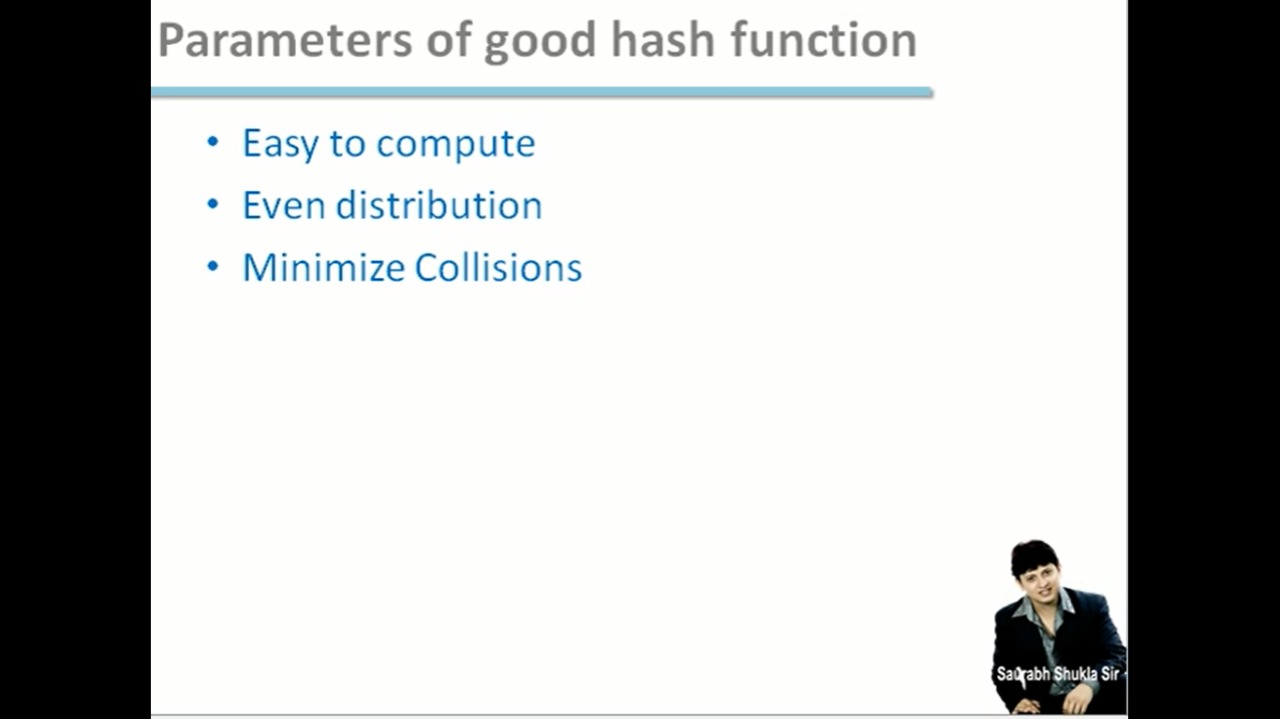 Parameters of good hash function
• Easy to compute
• Even distribution
• Minimize Collisions
Saurabh Shukla Sir